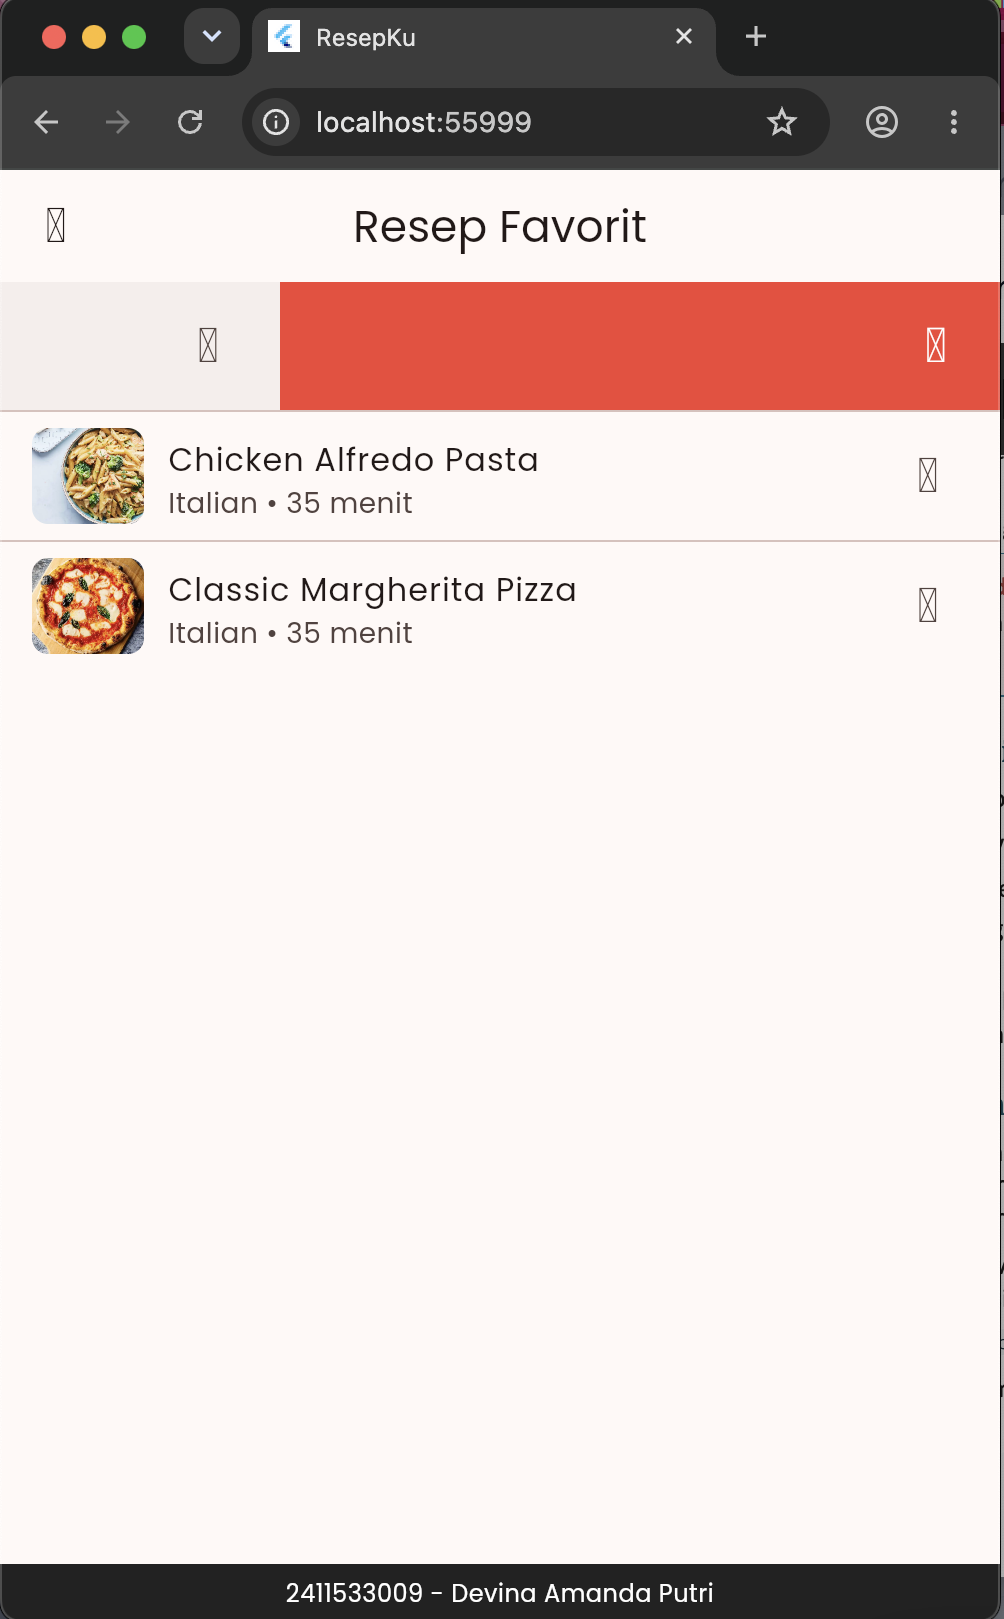 ResepKu
localhost:55999
Resep Favorit
Chicken Alfredo Pasta
Italian • 35 menit
Classic Margherita Pizza
Italian • 35 menit
2411533009 - Devina Amanda Putri